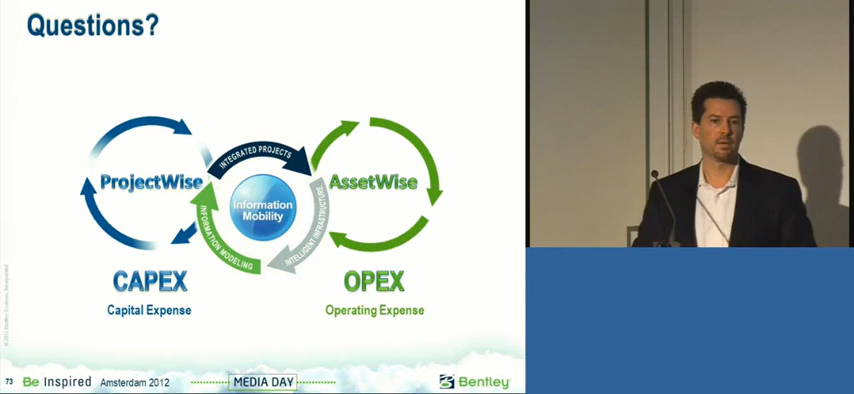 Questions?
INTEGRATED PROJECTS
ProjectWise
AssetWise
Information
Mobility
INFORMATION MODELING
INTELLIGENT INFRASTRUCTURE
CAPEX
OPEX
Capital Expense
Operating Expense
73 Be Inspired Amsterdam 2012 MEDIA DAY Bentley